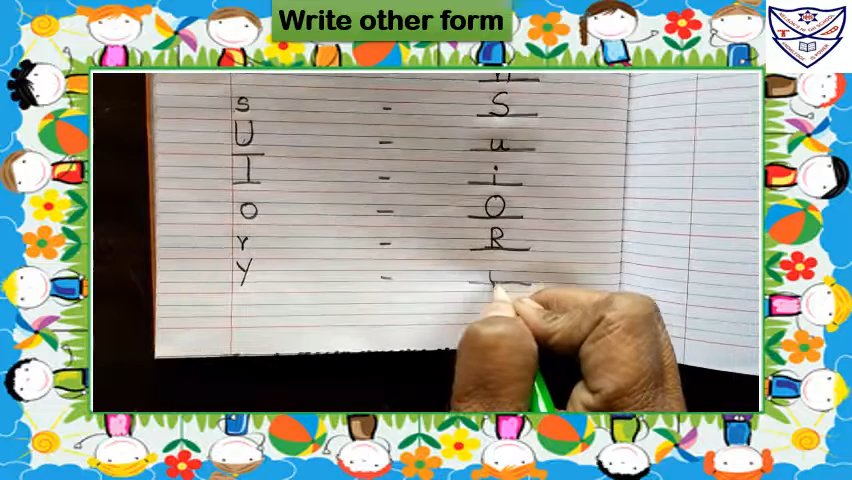 Write other form
s - S
U - u
I - i
o - O
r - R
Y -